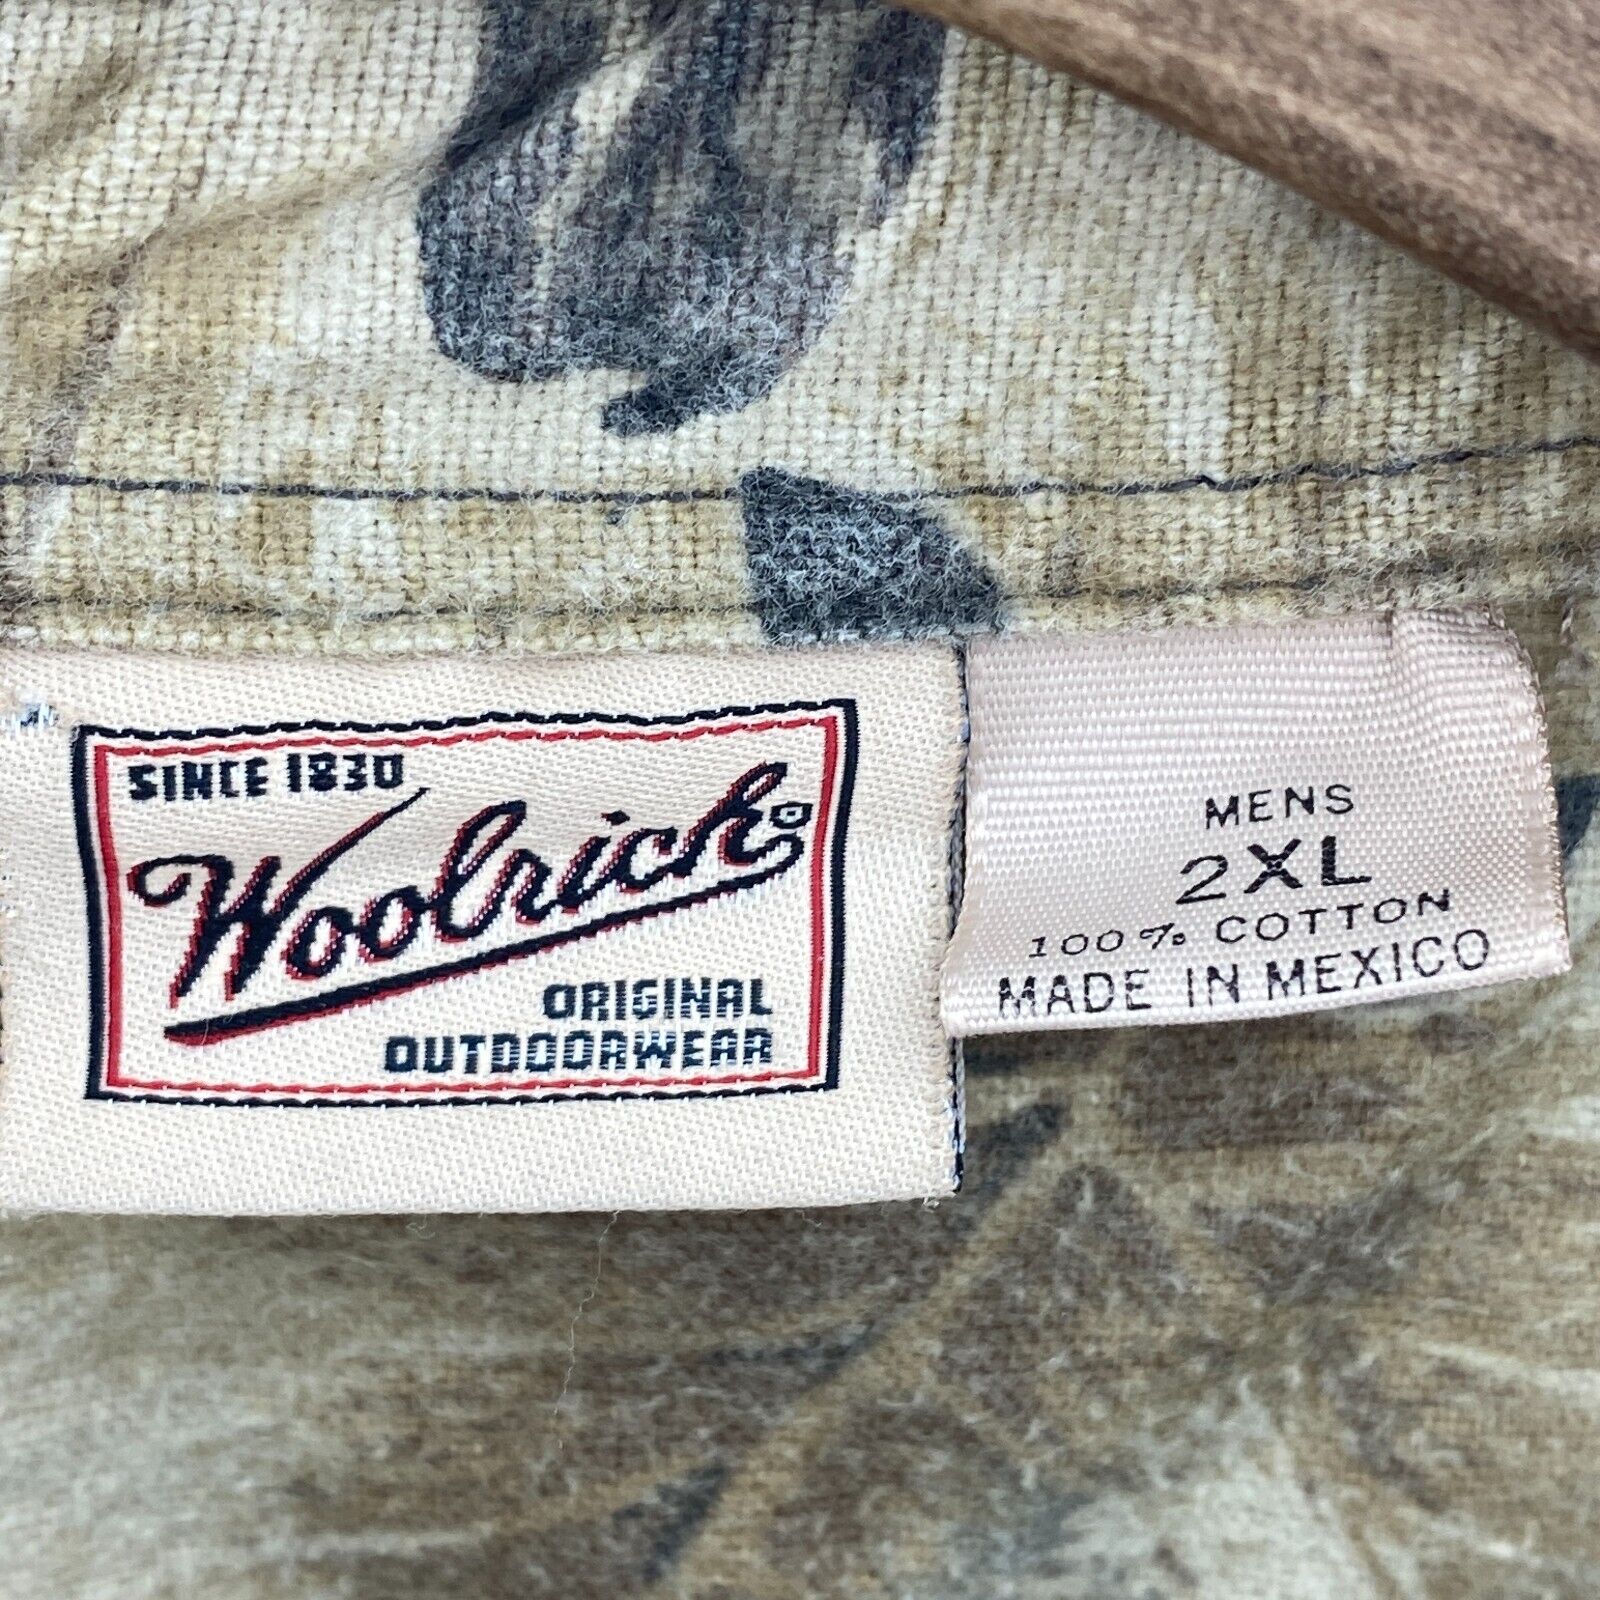 SINCE 1830
Woolrich
ORIGINAL
OUTDOORWEAR
MENS
2XL
100% COTTON
MADE IN MEXICO